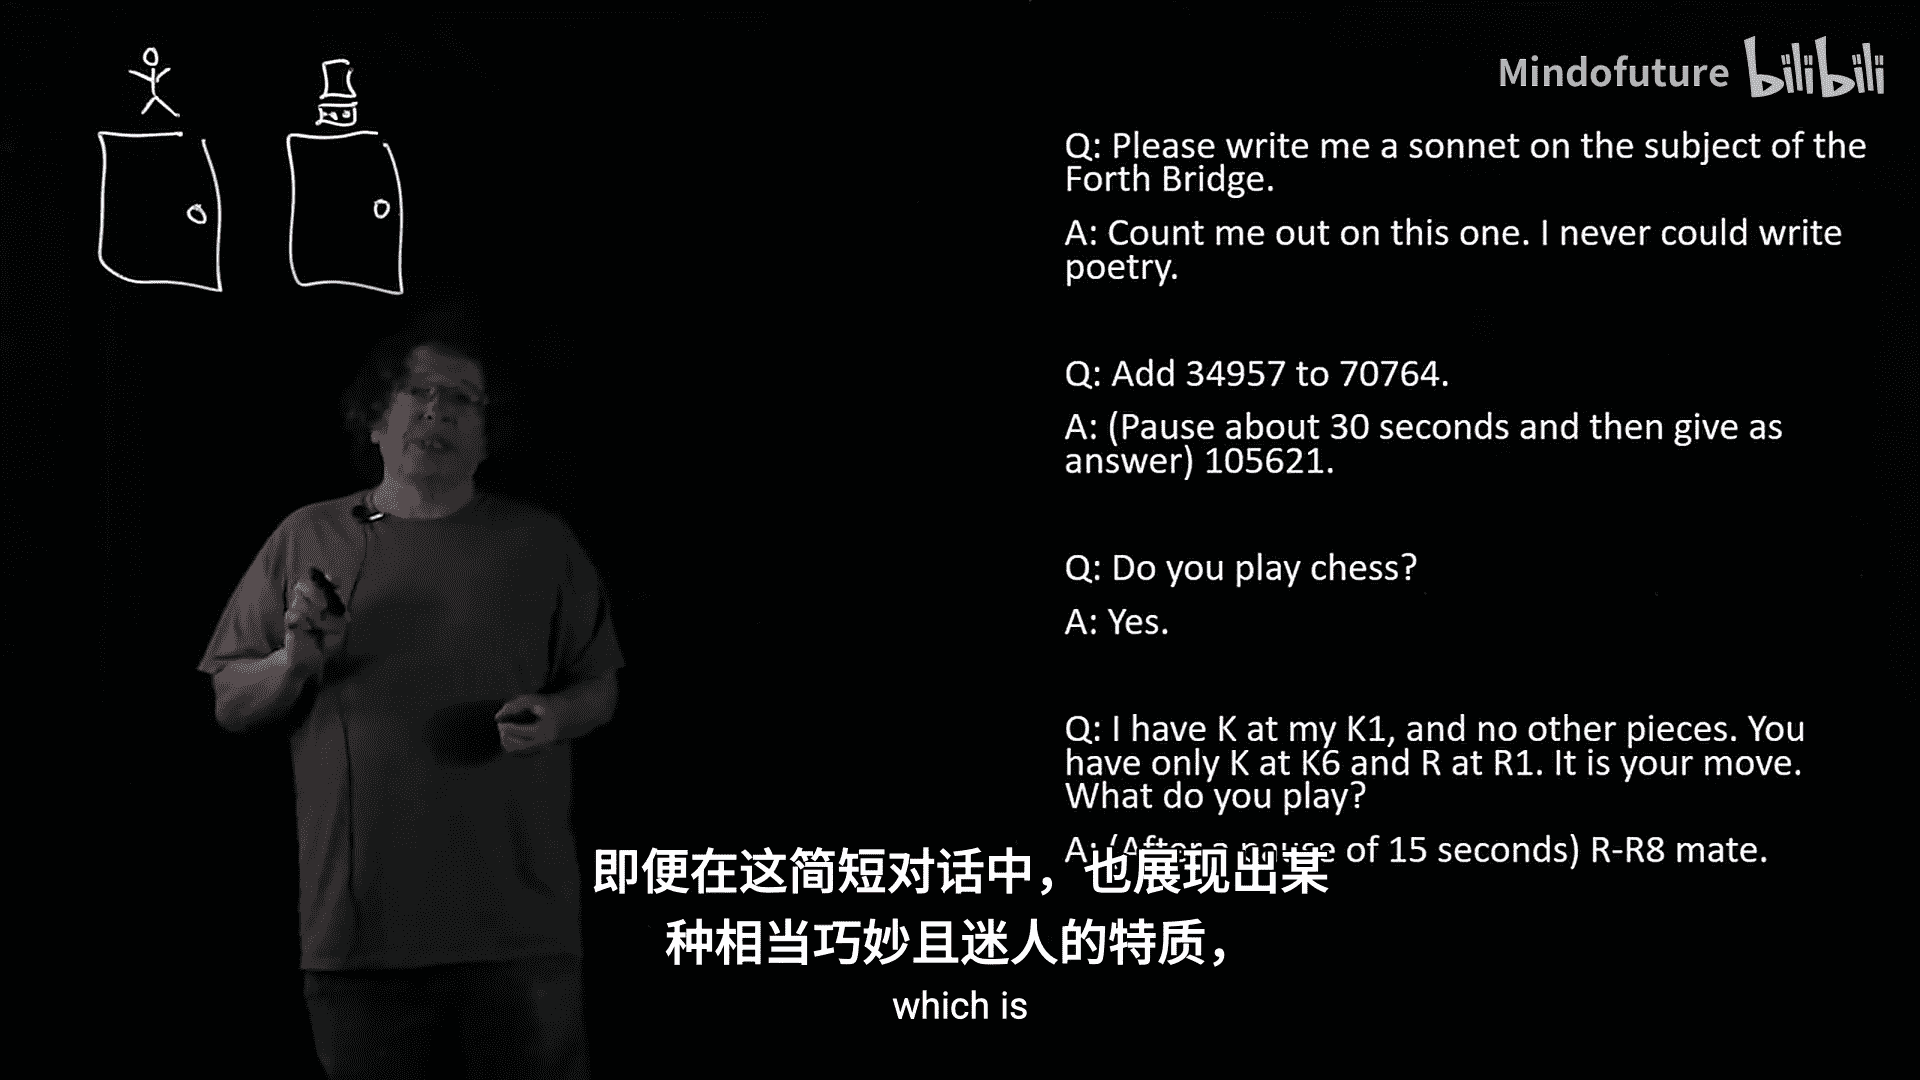 Mindofuture bilibili
Q: Please write me a sonnet on the subject of the
Forth Bridge.
A: Count me out on this one. I never could write
poetry.
Q: Add 34957 to 70764.
A: (Pause about 30 seconds and then give as
answer) 105621.
Q: Do you play chess?
A: Yes.
Q: I have K at my K1, and no other pieces. You
have only K at K6 and R at R1. It is your move.
What do you play?
A: (After a pause of 15 seconds) R-R8 mate.
即便在这简短对话中，也展现出某
种相当巧妙且迷人的特质，
which is